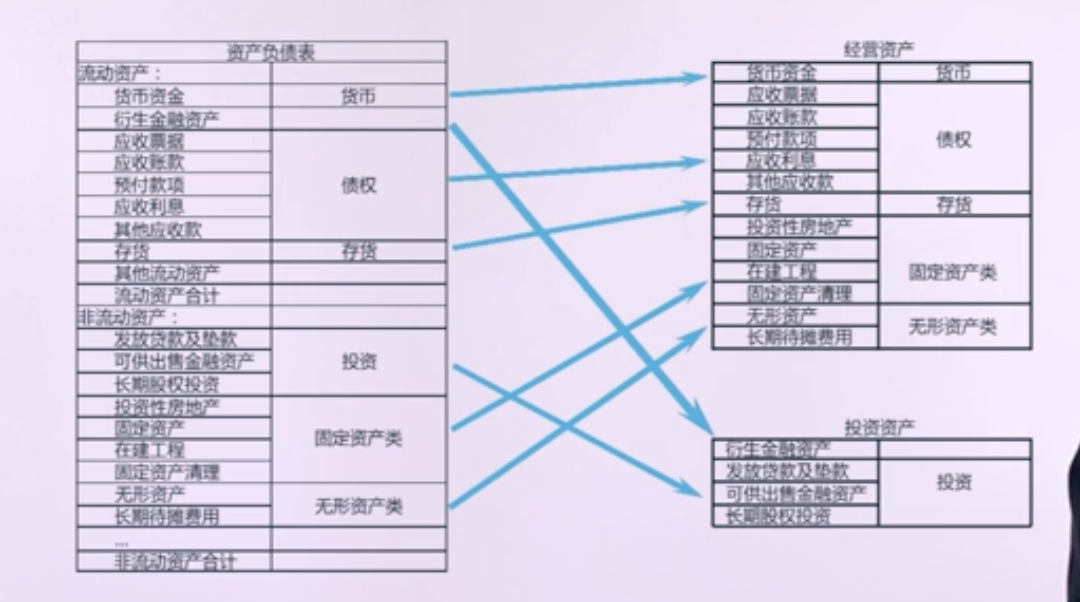 资产负债表
流动资产：
货币资金 货币
衍生金融资产
应收票据
应收账款
预付款项 债权
应收利息
其他应收款
存货 存货
其他流动资产
流动资产合计
非流动资产：
发放贷款及垫款
可供出售金融资产 投资
长期股权投资
投资性房地产
固定资产 固定资产类
在建工程
固定资产清理
无形资产 无形资产类
长期待摊费用
...
非流动资产合计
经营资产
货币资金 货币
应收票据
应收账款
预付款项 债权
应收利息
其他应收款
存货 存货
投资性房地产
固定资产
在建工程 固定资产类
固定资产清理
无形资产 无形资产类
长期待摊费用
投资资产
衍生金融资产
发放贷款及垫款
可供出售金融资产 投资
长期股权投资